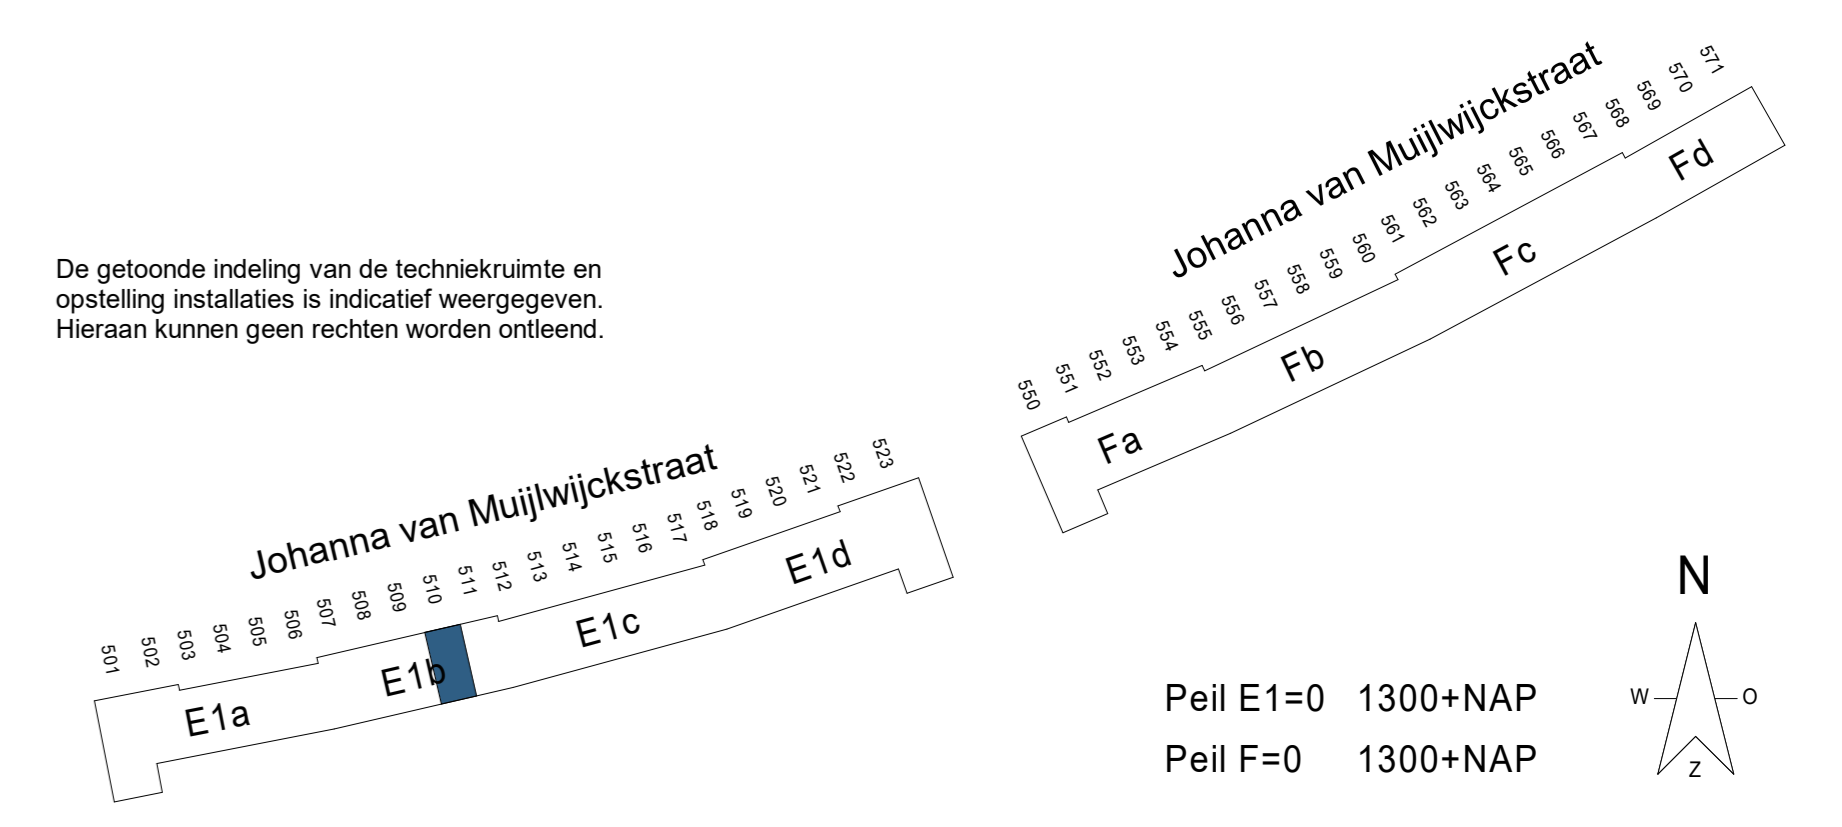 De getoonde indeling van de techniekruimte en
opstelling installaties is indicatief weergegeven.
Hieraan kunnen geen rechten worden ontleend.
Johanna van Muijlwijckstraat
501
502
503
504
505
506
507
508
509
510
511
512
513
514
515
516
517
518
519
520
521
522
523
E1a
E1b
E1c
E1d
Johanna van Muijlwijckstraat
550
551
552
553
554
555
556
557
558
559
560
561
562
563
564
565
566
567
568
569
570
571
Fa
Fb
Fc
Fd
Peil E1=0 1300+NAP
Peil F=0 1300+NAP
N
W
O
Z